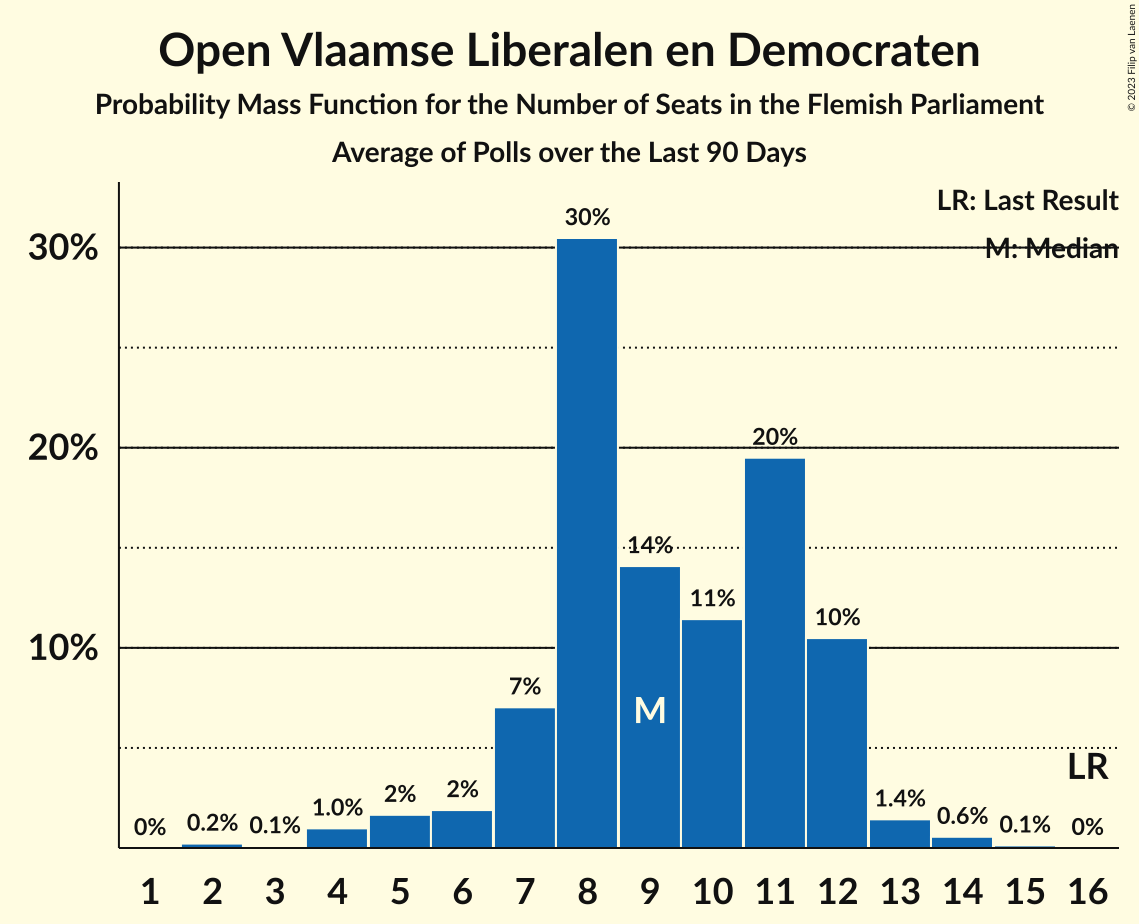 Open Vlaamse Liberalen en Democraten
Probability Mass Function for the Number of Seats in the Flemish Parliament
Average of Polls over the Last 90 Days
© 2023 Filip van Laenen
LR: Last Result
M: Median
30%
20%
10%
0%
0.2%
0.1%
1.0%
2%
2%
7%
30%
14%
11%
20%
10%
1.4%
0.6%
0.1%
0%
M
LR
1 2 3 4 5 6 7 8 9 10 11 12 13 14 15 16